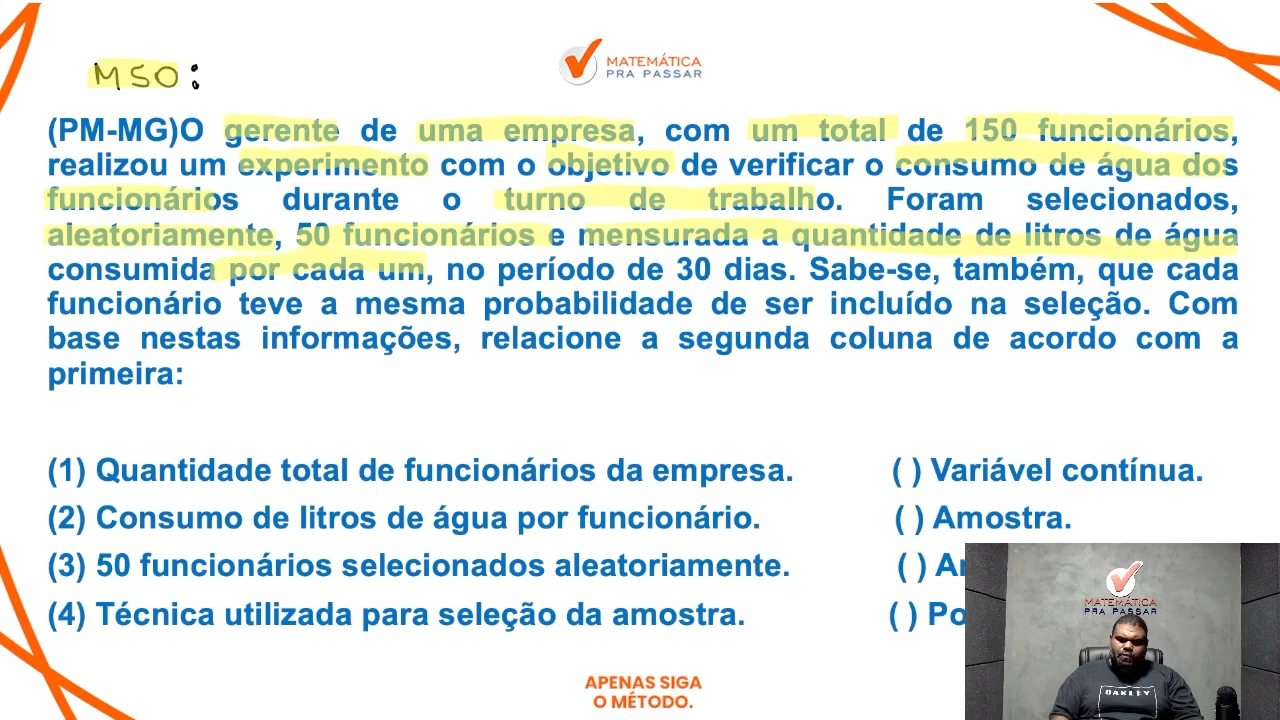 MSO:
MATEMÁTICA
PRA PASSAR
(PM-MG)O gerente de uma empresa, com um total de 150 funcionários,
realizou um experimento com o objetivo de verificar o consumo de água dos
funcionários durante o turno de trabalho. Foram selecionados,
aleatoriamente, 50 funcionários e mensurada a quantidade de litros de água
consumida por cada um, no período de 30 dias. Sabe-se, também, que cada
funcionário teve a mesma probabilidade de ser incluído na seleção. Com
base nestas informações, relacione a segunda coluna de acordo com a
primeira:
(1) Quantidade total de funcionários da empresa. ( ) Variável contínua.
(2) Consumo de litros de água por funcionário. ( ) Amostra.
(3) 50 funcionários selecionados aleatoriamente. ( )
(4) Técnica utilizada para seleção da amostra. ( )
MATEMÁTICA
PRA PASSAR
OAKLEY
APENAS SIGA
O MÉTODO.